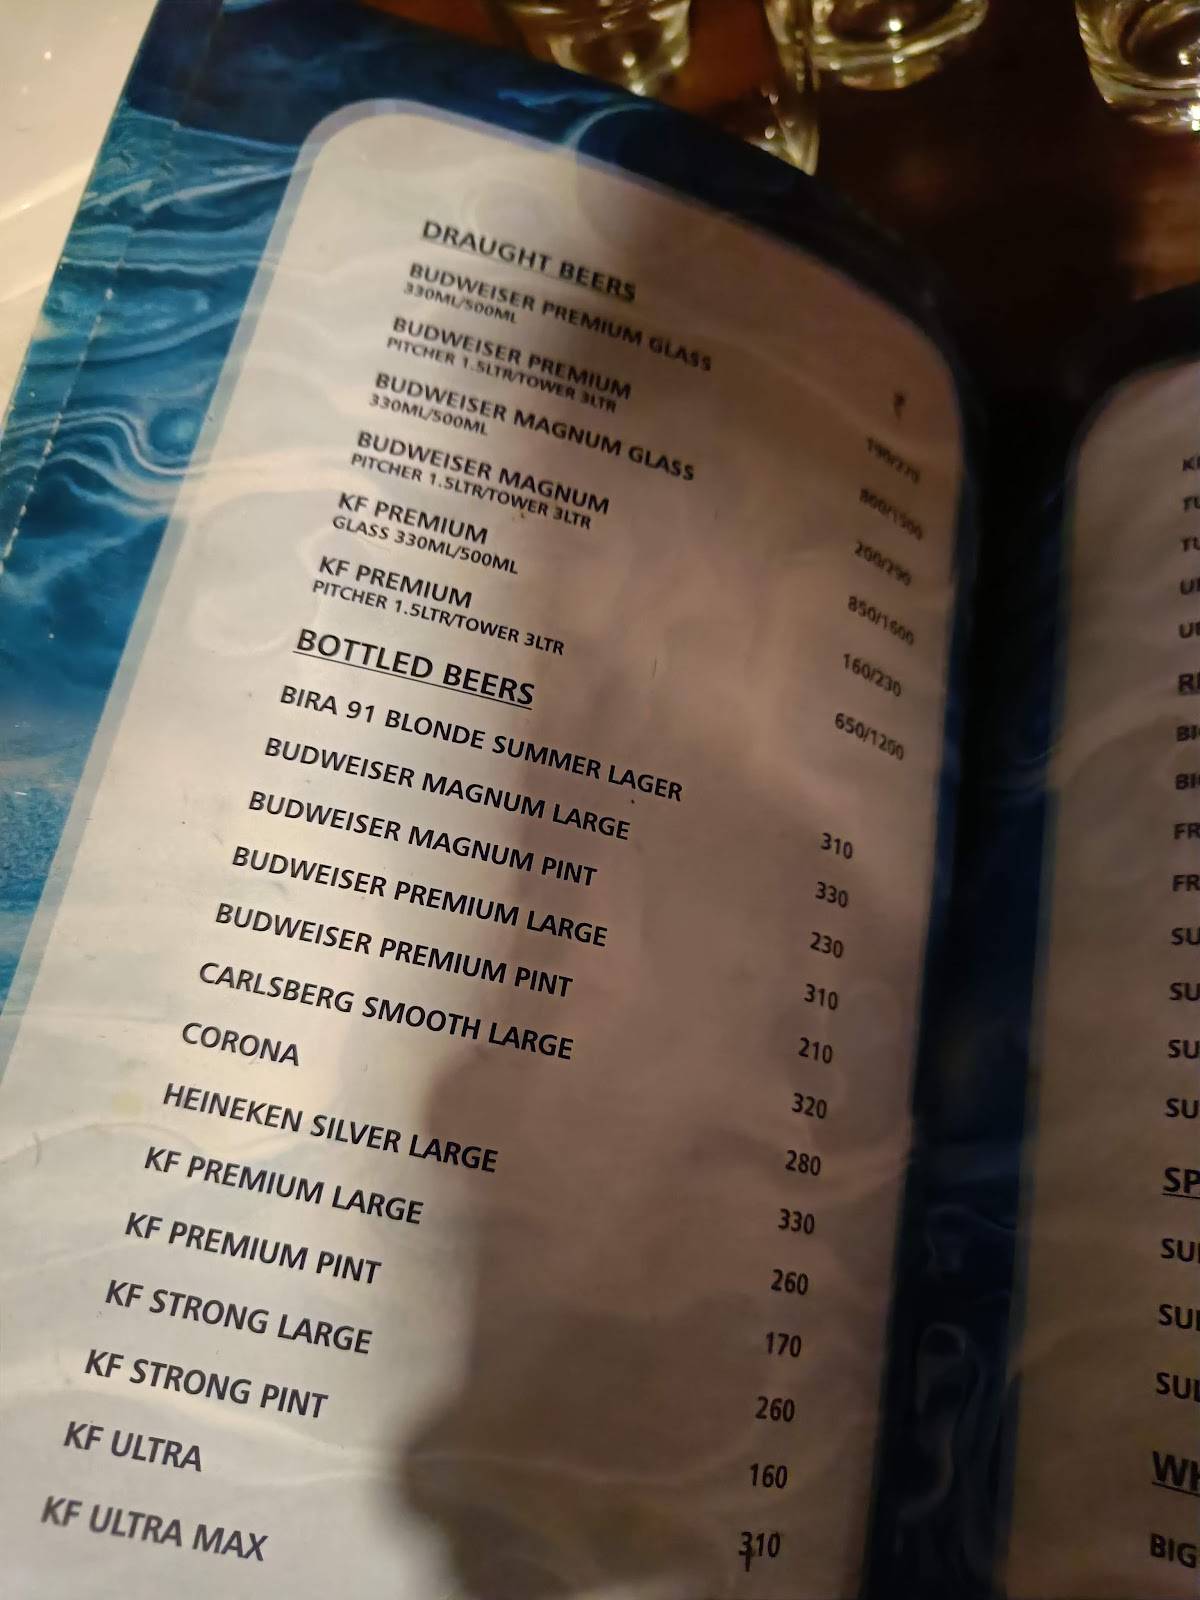 DRAUGHT BEERS
₹
BUDWEISER PREMIUM GLASS 190/270
330ML/500ML
BUDWEISER PREMIUM 800/1500
PITCHER 1.5LTR/TOWER 3LTR
BUDWEISER MAGNUM GLASS 200/290
330ML/500ML
BUDWEISER MAGNUM 850/1600
PITCHER 1.5LTR/TOWER 3LTR
KF PREMIUM 160/230
GLASS 330ML/500ML
KF PREMIUM 650/1200
PITCHER 1.5LTR/TOWER 3LTR
BOTTLED BEERS
BIRA 91 BLONDE SUMMER LAGER 310
BUDWEISER MAGNUM LARGE 330
BUDWEISER MAGNUM PINT 230
BUDWEISER PREMIUM LARGE 310
BUDWEISER PREMIUM PINT 210
CARLSBERG SMOOTH LARGE 320
CORONA 280
HEINEKEN SILVER LARGE 330
KF PREMIUM LARGE 260
KF PREMIUM PINT 170
KF STRONG LARGE 260
KF STRONG PINT 160
KF ULTRA 310
KF ULTRA MAX
BIG